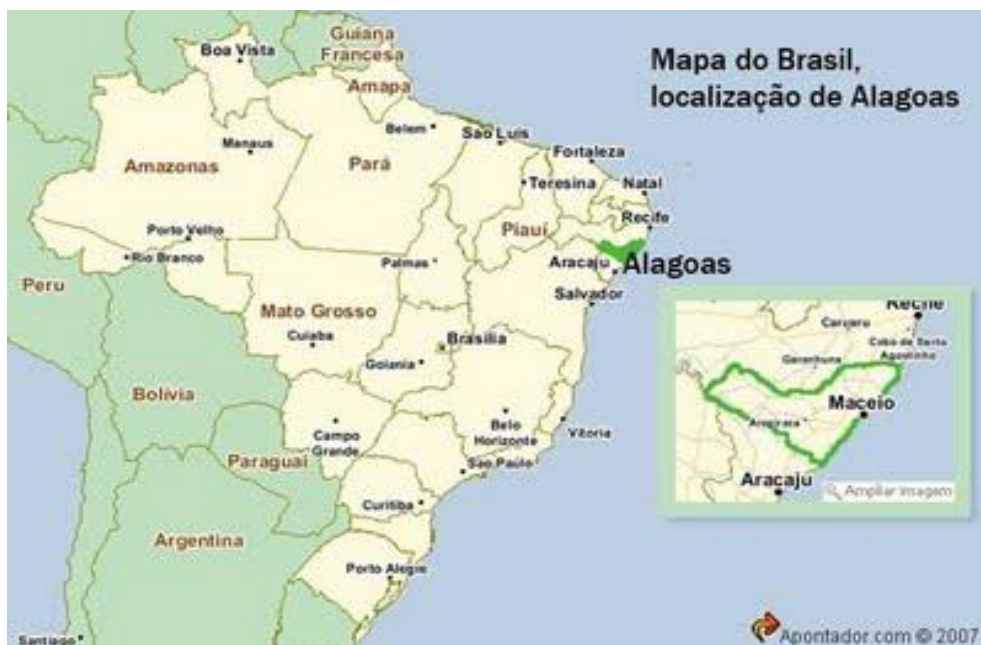 Mapa do Brasil,
localização de Alagoas
Guiana
Francesa
Boa Vista
Amapa
Belem
Sao Luis
Manaus
Amazonas
Pará
Fortaleza
Teresina
Natal
Piauí
Recife
Porto Velho
Rio Branco
Palmas
Aracaju
Alagoas
Peru
Salvador
Mato Grosso
Cuiaba
Brasilia
Goiania
Bolívia
Campo
Grande
Belo
Horizonte
Vitoria
Paraguai
Sao Paulo
Curitiba
Argentina
Porto Alegre
Santiago
Recife
Caruaru
Cabo de Santo
Agostinho
Garanhuns
Maceio
Arapiraca
Aracaju
Ampliar imagem
Apontador.com © 2007